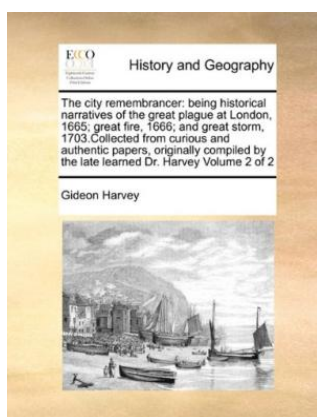 ECCO
History and Geography
The city remembrancer: being historical
narratives of the great plague at London,
1665; great fire, 1666; and great storm,
1703.Collected from curious and
authentic papers, originally compiled by
the late learned Dr. Harvey Volume 2 of 2
Gideon Harvey